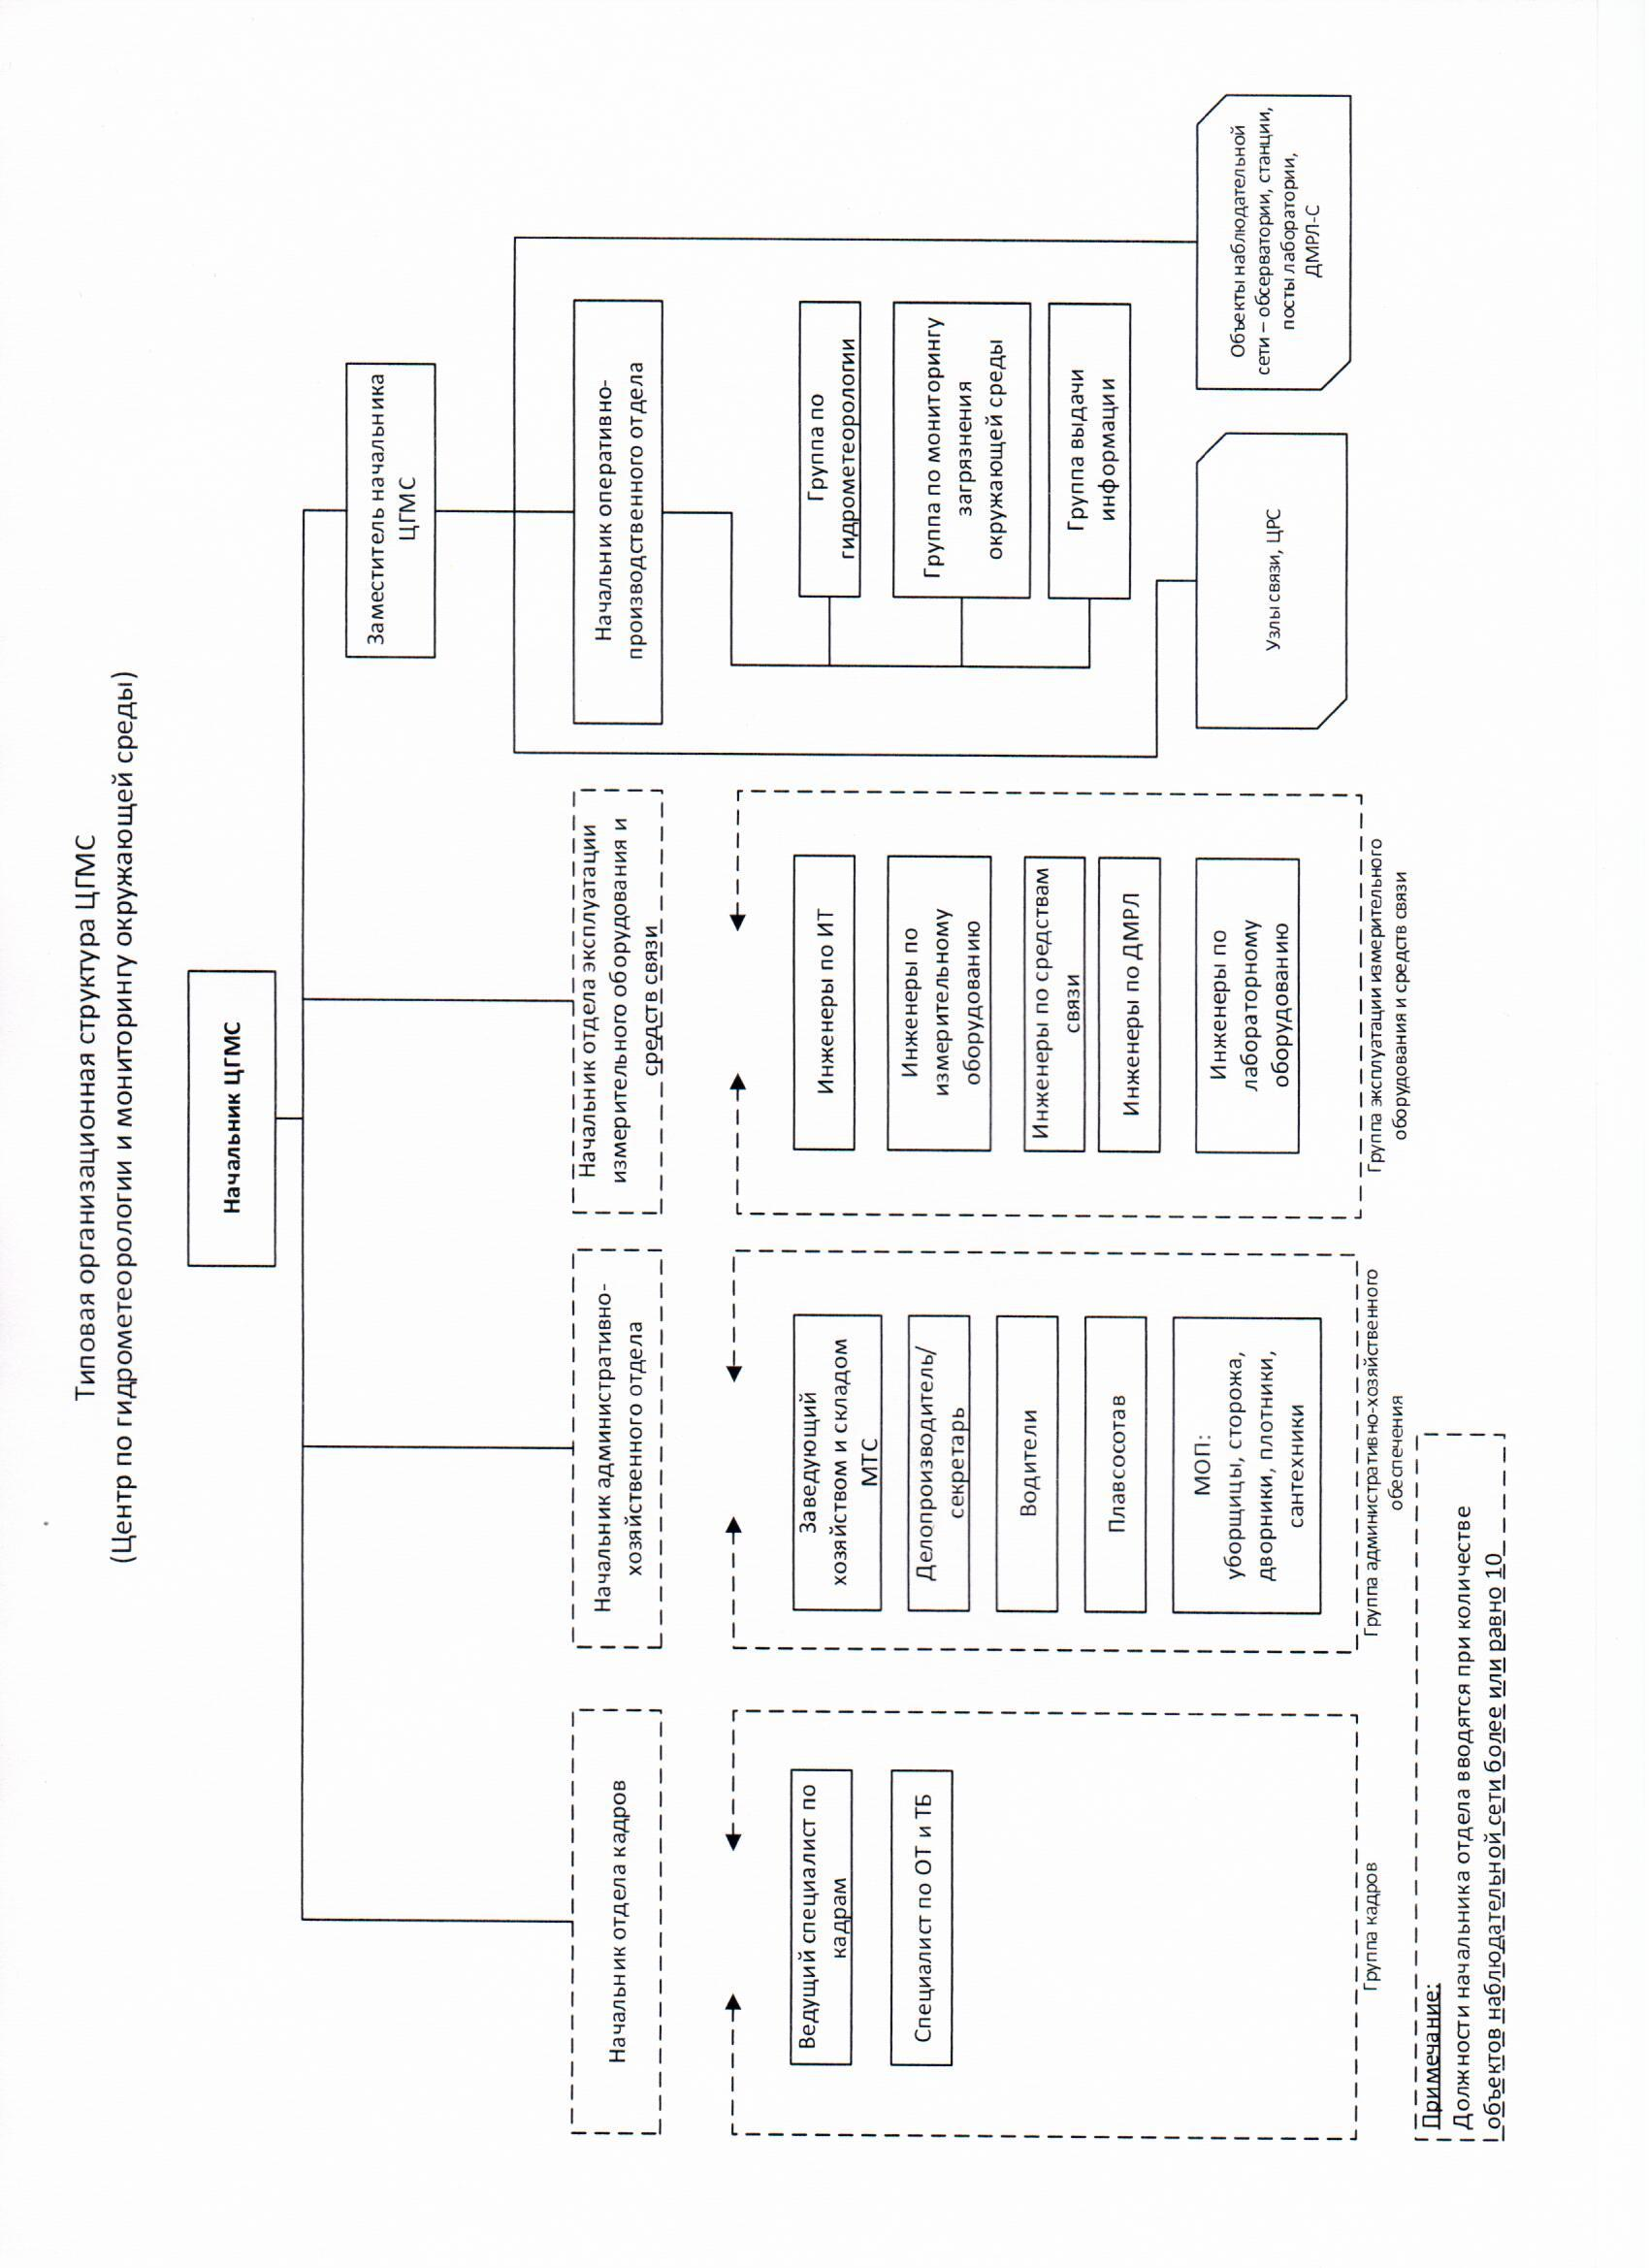 Типовая организационная структура ЦГМС
(Центр по гидрометеорологии и мониторингу окружающей среды)
Начальник ЦГМС
Заместитель начальника
ЦГМС
Начальник отдела кадров
Начальник административно-
хозяйственного отдела
Начальник отдела эксплуатации
измерительного оборудования и
средств связи
Начальник оперативно-
производственного отдела
Ведущий специалист по
кадрам
Специалист по ОТ и ТБ
Группа кадров
Заведующий
хозяйством и складом
МТС
Делопроизводитель/
секретарь
Водители
Плавсосотав
МОП:
уборщицы, сторожа,
дворники, плотники,
сантехники
Группа административно-хозяйственного
обеспечения
Инженеры по ИТ
Инженеры по
измерительному
оборудованию
Инженеры по средствам
связи
Инженеры по ДМРЛ
Инженеры по
лабораторному
оборудованию
Группа эксплуатации измерительного
оборудования и средств связи
Группа по
гидрометеорологии
Группа по мониторингу
загрязнения
окружающей среды
Группа выдачи
информации
Узлы связи, ЦРС
Объекты наблюдательной
сети – обсерватории, станции,
посты лаборатории,
ДМРЛ-С
Примечание:
Должности начальника отдела вводятся при количестве
объектов наблюдательной сети более или равно 10